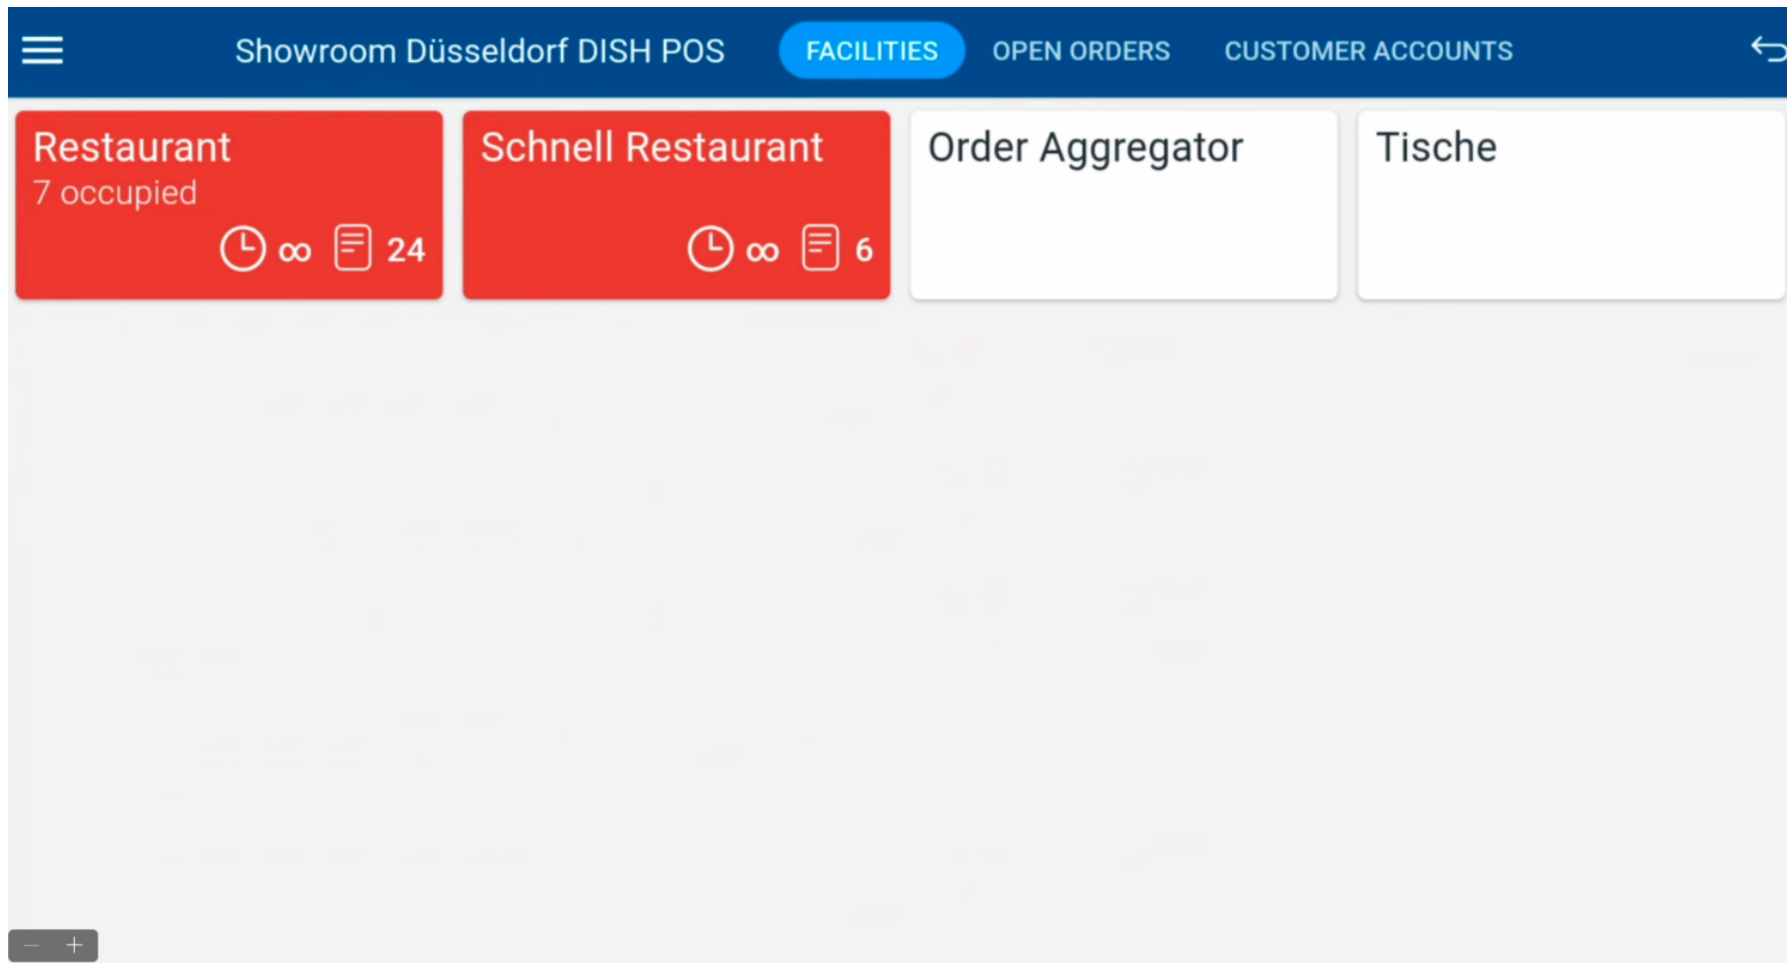 Showroom Düsseldorf DISH POS FACILITIES OPEN ORDERS CUSTOMER ACCOUNTS
Restaurant
7 occupied
∞ 24
Schnell Restaurant
∞ 6
Order Aggregator
Tische
− +